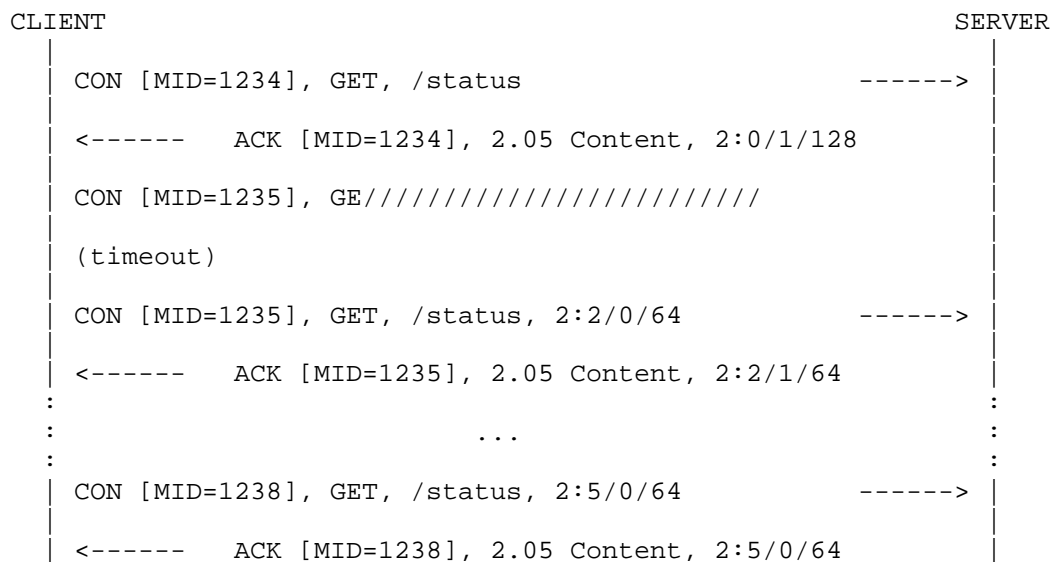 CLIENT                                                     SERVER
  |                                                          |
  | CON [MID=1234], GET, /status                     ------> |
  |                                                          |
  | <------   ACK [MID=1234], 2.05 Content, 2:0/1/128        |
  |                                                          |
  | CON [MID=1235], GE/////////////////////////              |
  |                                                          |
  | (timeout)                                                |
  |                                                          |
  | CON [MID=1235], GET, /status, 2:2/0/64           ------> |
  |                                                          |
  | <------   ACK [MID=1235], 2.05 Content, 2:2/1/64         |
  :                                                          :
  :                          ...                             :
  :                                                          :
  | CON [MID=1238], GET, /status, 2:5/0/64           ------> |
  |                                                          |
  | <------   ACK [MID=1238], 2.05 Content, 2:5/0/64         |